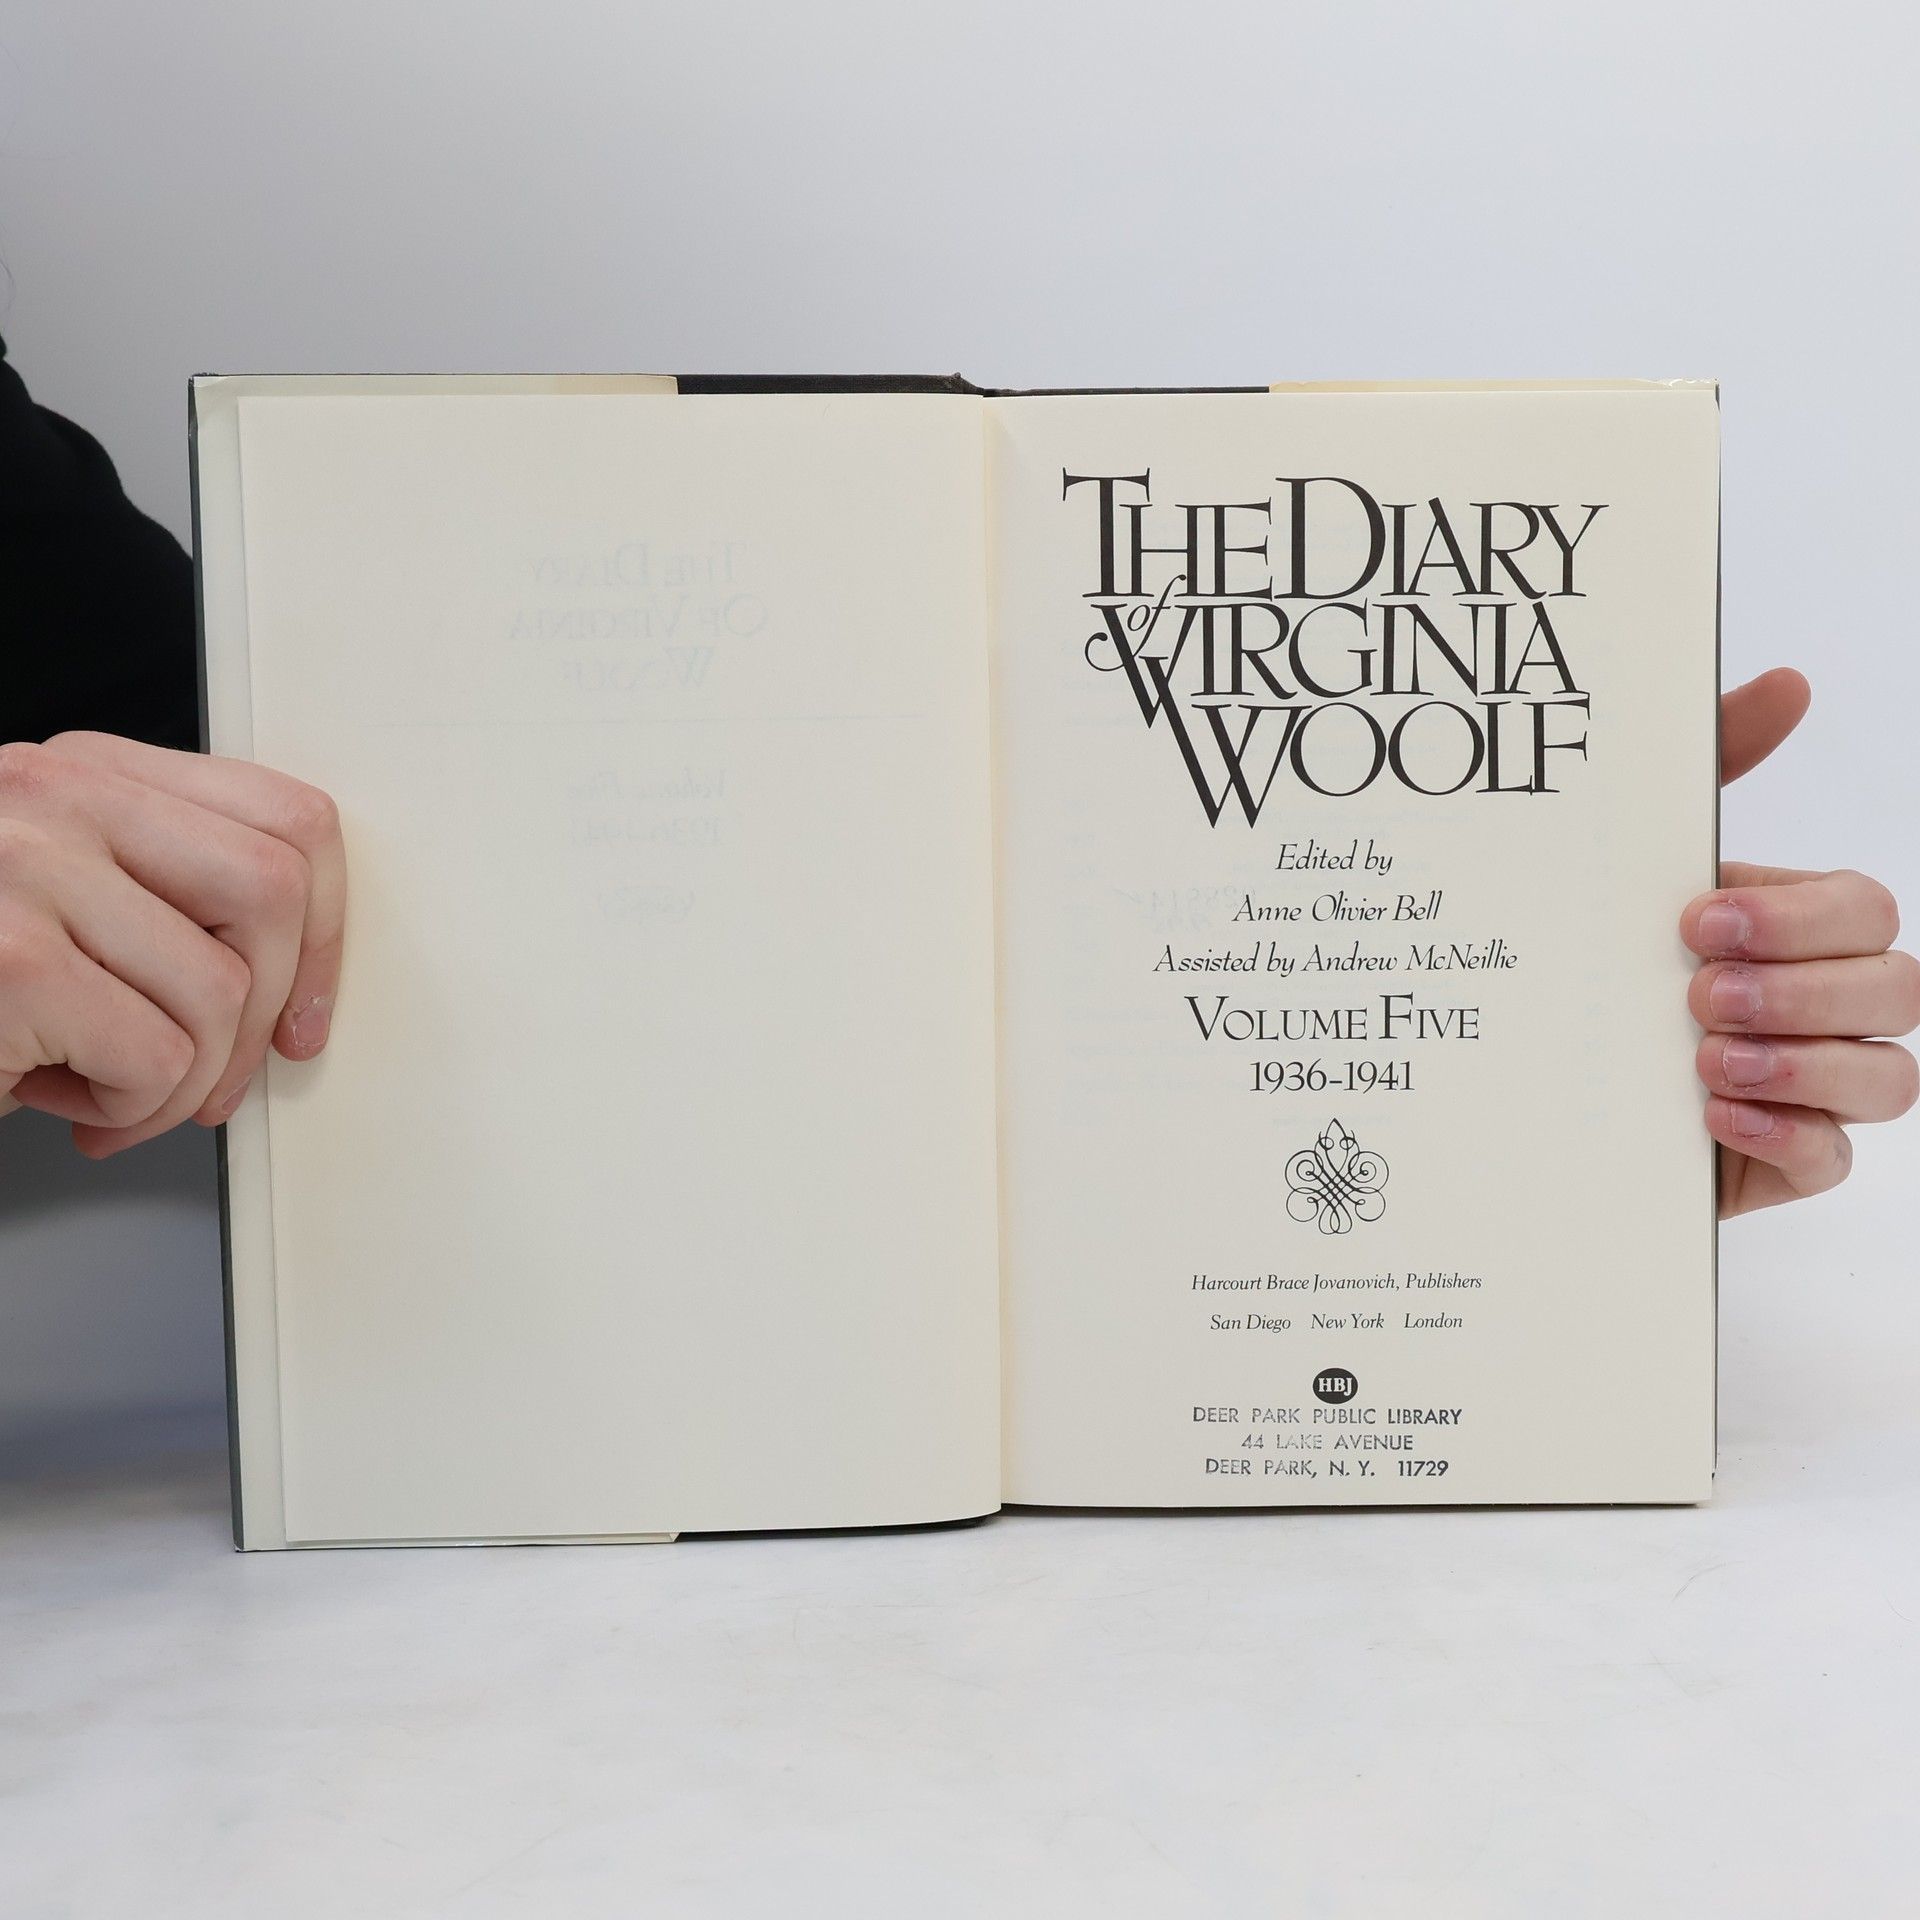 THE DIARY
of VIRGINIA
WOOLF
Edited by
Anne Olivier Bell
Assisted by Andrew McNeillie
VOLUME FIVE
1936-1941
Harcourt Brace Jovanovich, Publishers
San Diego New York London
HBJ
DEER PARK PUBLIC LIBRARY
44 LAKE AVENUE
DEER PARK, N. Y. 11729